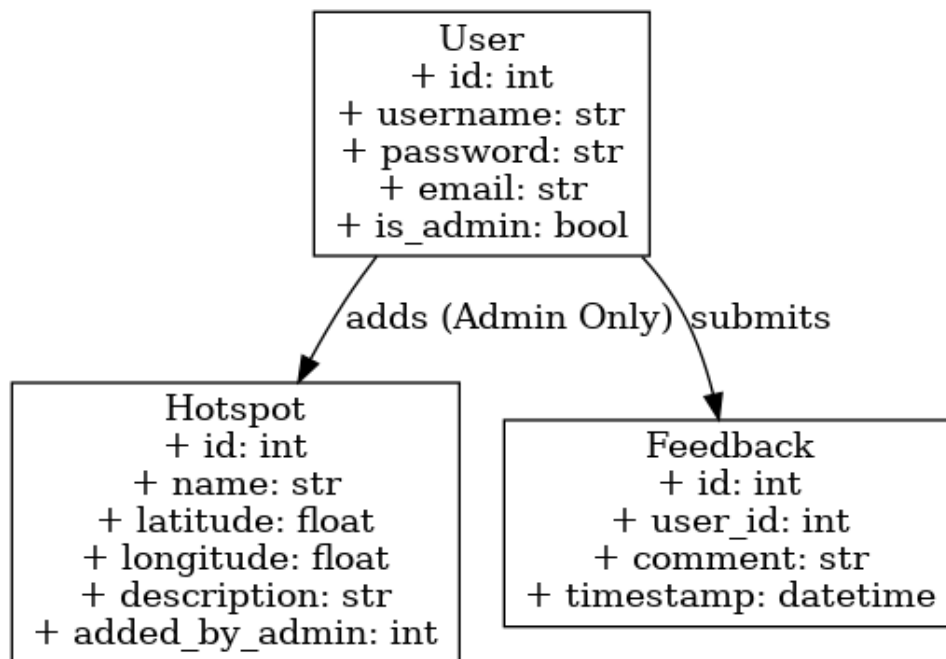 User
+ id: int
+ username: str
+ password: str
+ email: str
+ is_admin: bool
adds (Admin Only)
submits
Hotspot
+ id: int
+ name: str
+ latitude: float
+ longitude: float
+ description: str
+ added_by_admin: int
Feedback
+ id: int
+ user_id: int
+ comment: str
+ timestamp: datetime